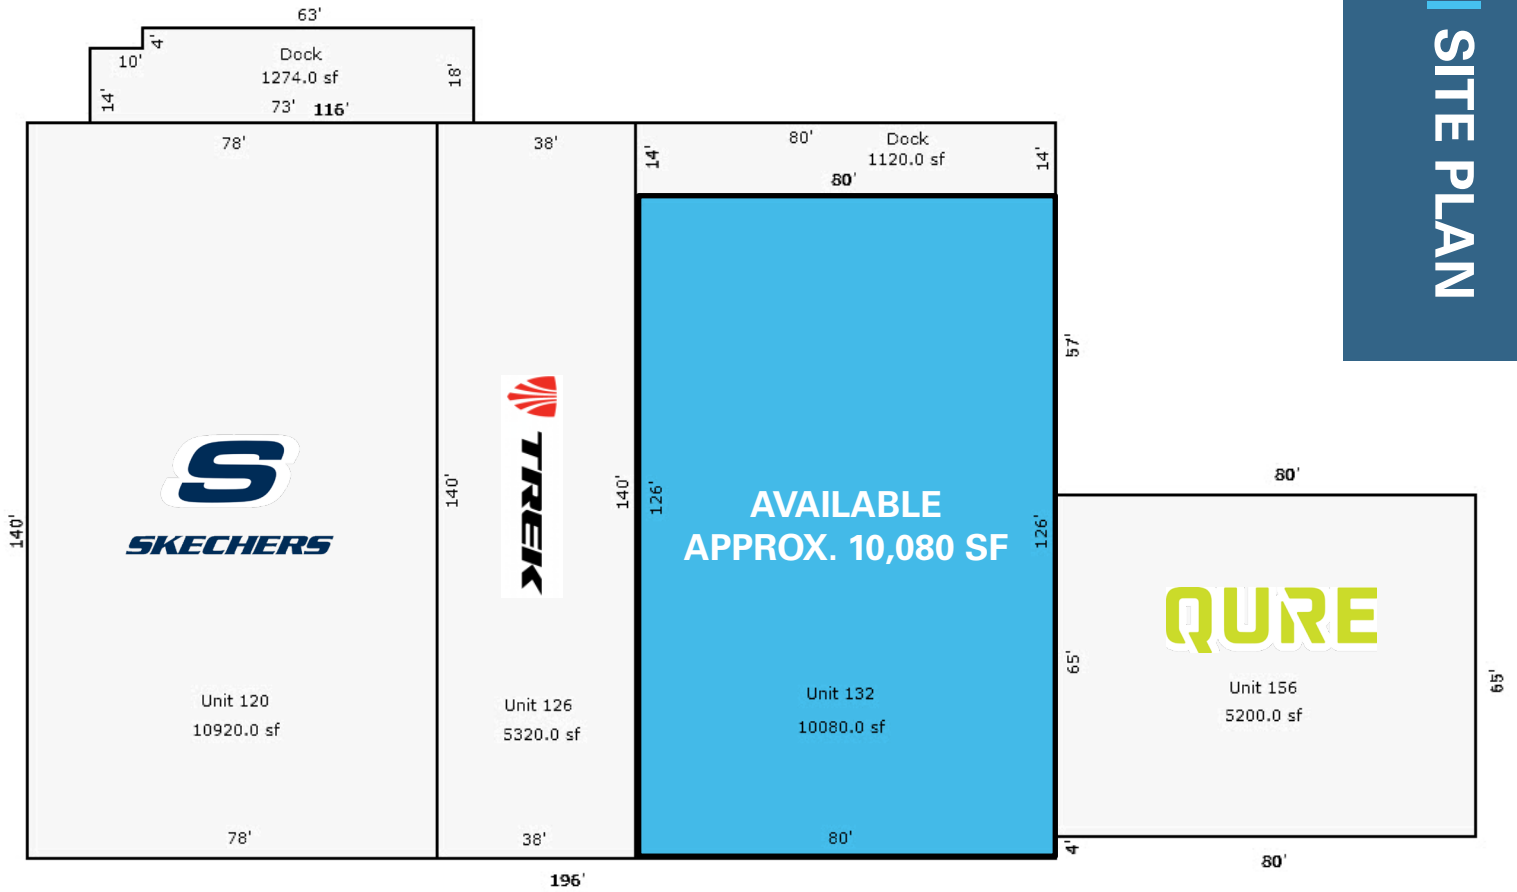 SITE PLAN
63'
4'
10'
Dock
1274.0 sf
14'
18'
73'
116'
78'
38'
80'
Dock
1120.0 sf
14'
14'
80'
57'
80'
140'
140'
140'
126'
126'
65'
65'
S
SKECHERS
TREK
AVAILABLE
APPROX. 10,080 SF
QURE
Unit 120
10920.0 sf
Unit 126
5320.0 sf
Unit 132
10080.0 sf
Unit 156
5200.0 sf
78'
38'
80'
4'
80'
196'